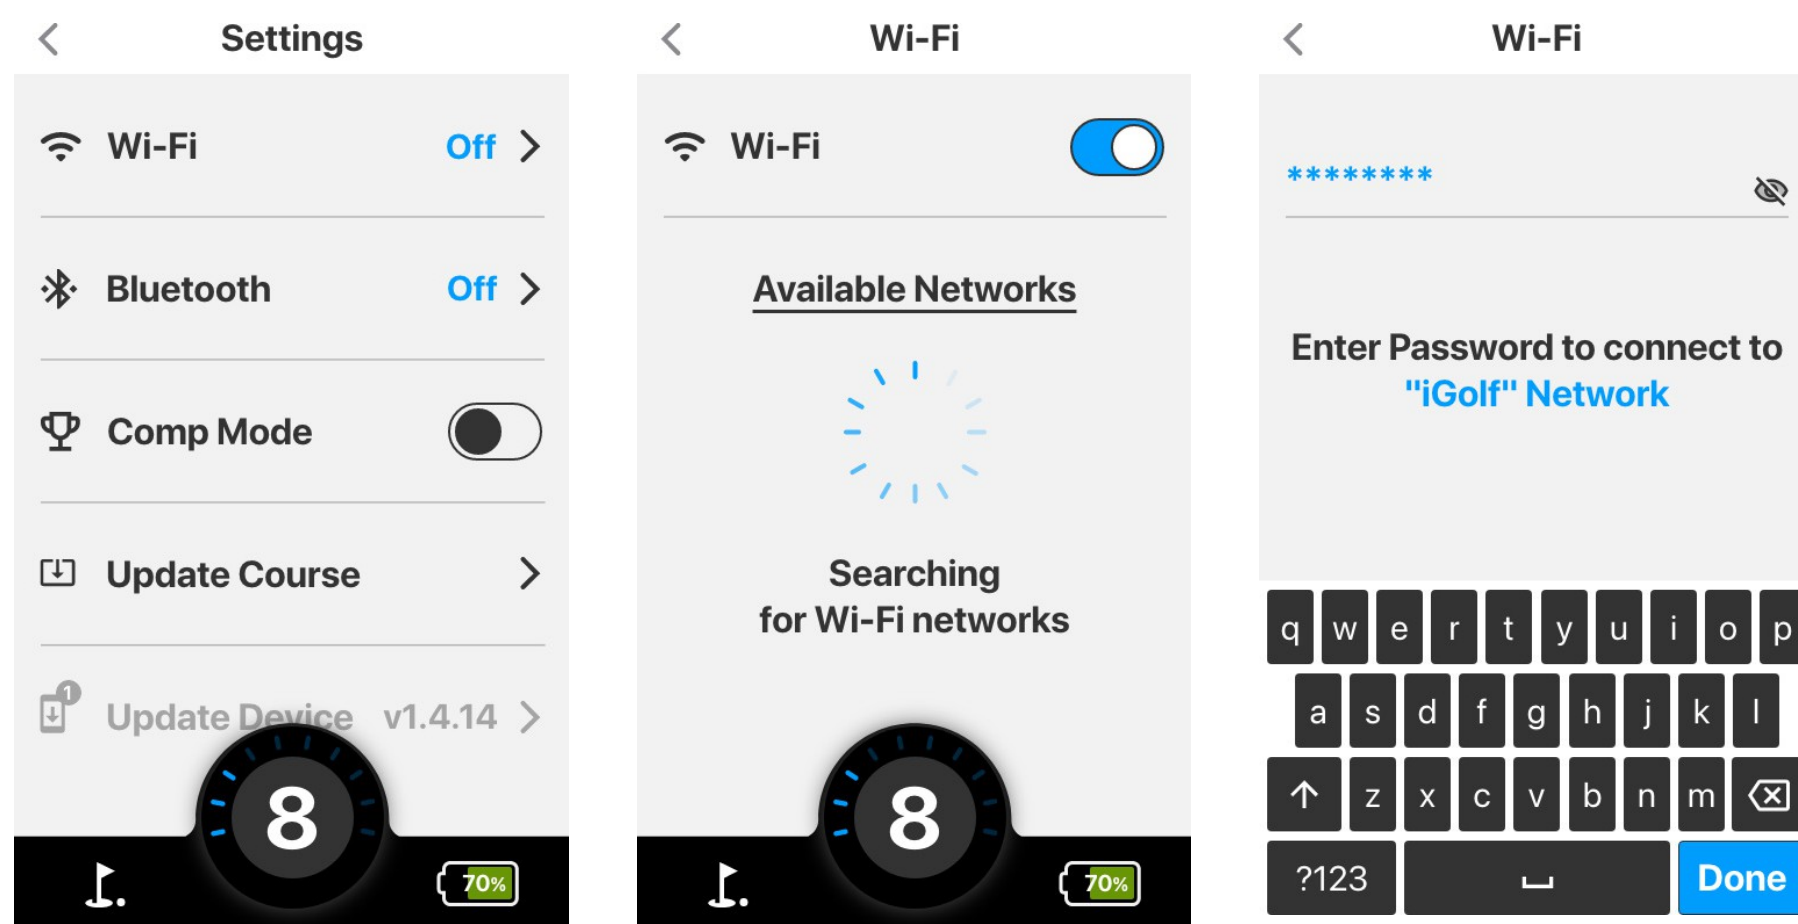 Settings
Wi-Fi Off
Bluetooth Off
Comp Mode
Update Course
1
Update Device v1.4.14
8
70%
Wi-Fi
Wi-Fi
Available Networks
Searching
for Wi-Fi networks
8
70%
Wi-Fi
********
Enter Password to connect to
"iGolf" Network
q w e r t y u i o p
a s d f g h j k l
z x c v b n m
?123 Done